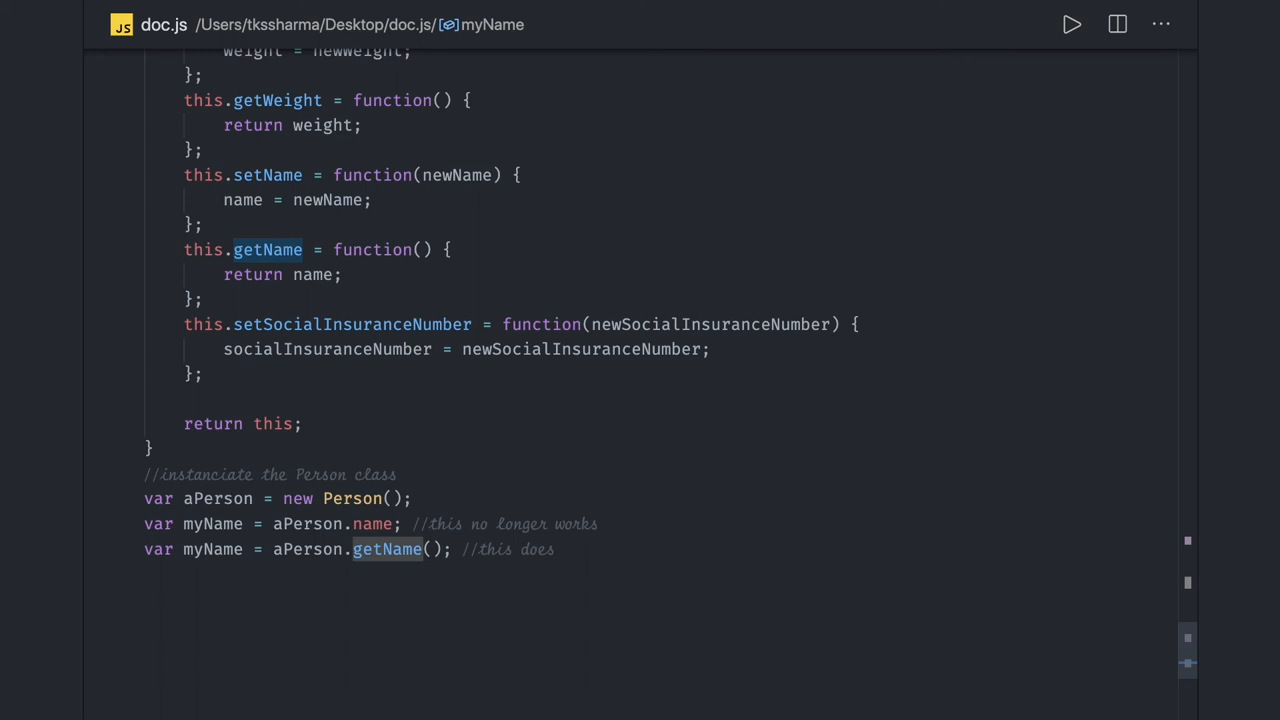 JS doc.js /Users/tkssharma/Desktop/doc.js/myName
weight = newWeight;
};
this.getWeight = function() {
return weight;
};
this.setName = function(newName) {
name = newName;
};
this.getName = function() {
return name;
};
this.setSocialInsuranceNumber = function(newSocialInsuranceNumber) {
socialInsuranceNumber = newSocialInsuranceNumber;
};
return this;
}
//instanciate the Person class
var aPerson = new Person();
var myName = aPerson.name; //this no longer works
var myName = aPerson.getName(); //this does